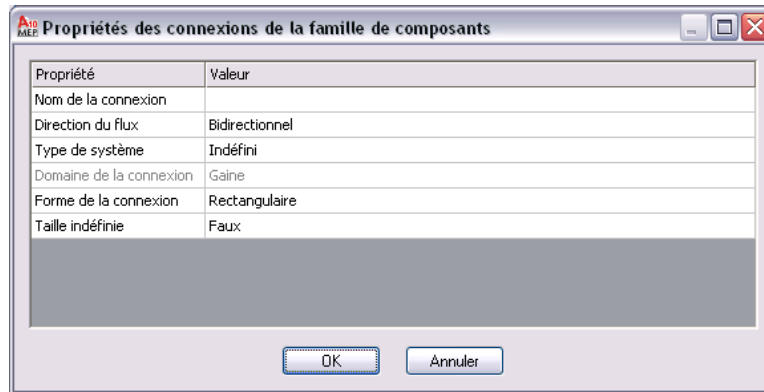 A10 MEP Propriétés des connexions de la famille de composants
Propriété Valeur
Nom de la connexion
Direction du flux Bidirectionnel
Type de système Indéfini
Domaine de la connexion Gaine
Forme de la connexion Rectangulaire
Taille indéfinie Faux
OK Annuler